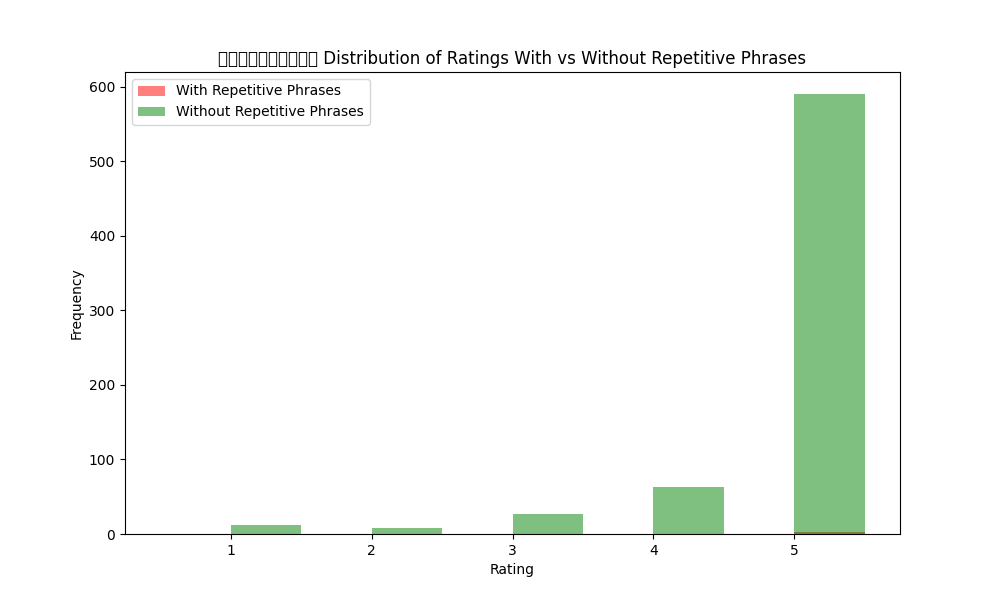 Distribution of Ratings With vs Without Repetitive Phrases
With Repetitive Phrases
Without Repetitive Phrases
600
500
400
300
200
100
0
Frequency
1 2 3 4 5
Rating